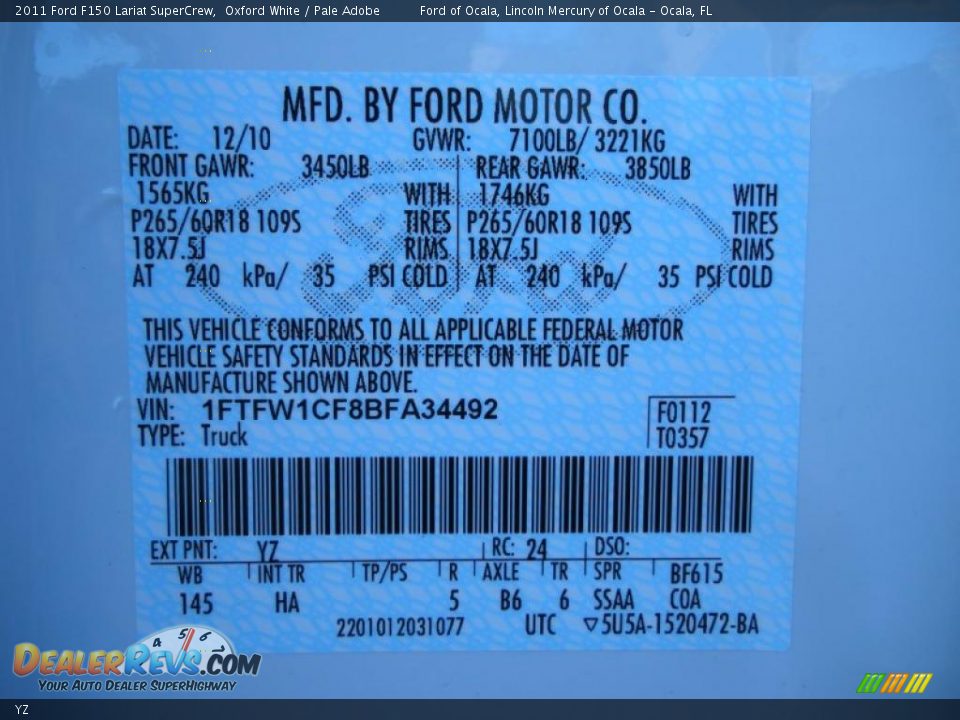 2011 Ford F150 Lariat SuperCrew, Oxford White / Pale Adobe Ford of Ocala, Lincoln Mercury of Ocala - Ocala, FL
MFD. BY FORD MOTOR CO.
DATE: 12/10 GVWR: 7100LB/ 3221KG
FRONT GAWR: 3450LB REAR GAWR: 3850LB
1565KG WITH 1746KG WITH
P265/60R18 109S TIRES P265/60R18 109S TIRES
18X7.5J RIMS 18X7.5J RIMS
AT 240 kPa/ 35 PSI COLD AT 240 kPa/ 35 PSI COLD
Ford
THIS VEHICLE CONFORMS TO ALL APPLICABLE FEDERAL MOTOR
VEHICLE SAFETY STANDARDS IN EFFECT ON THE DATE OF
MANUFACTURE SHOWN ABOVE.
VIN: 1FTFW1CF8BFA34492 F0112
TYPE: Truck T0357
EXT PNT: YZ RC: 24 DSO:
WB INT TR TP/PS R AXLE TR SPR BF615
145 HA 5 B6 6 SSAA COA
2201012031077 UTC ▽5U5A-1520472-BA
4 5 6
DEALERREVS.COM
YOUR AUTO DEALER SUPERHIGHWAY
YZ